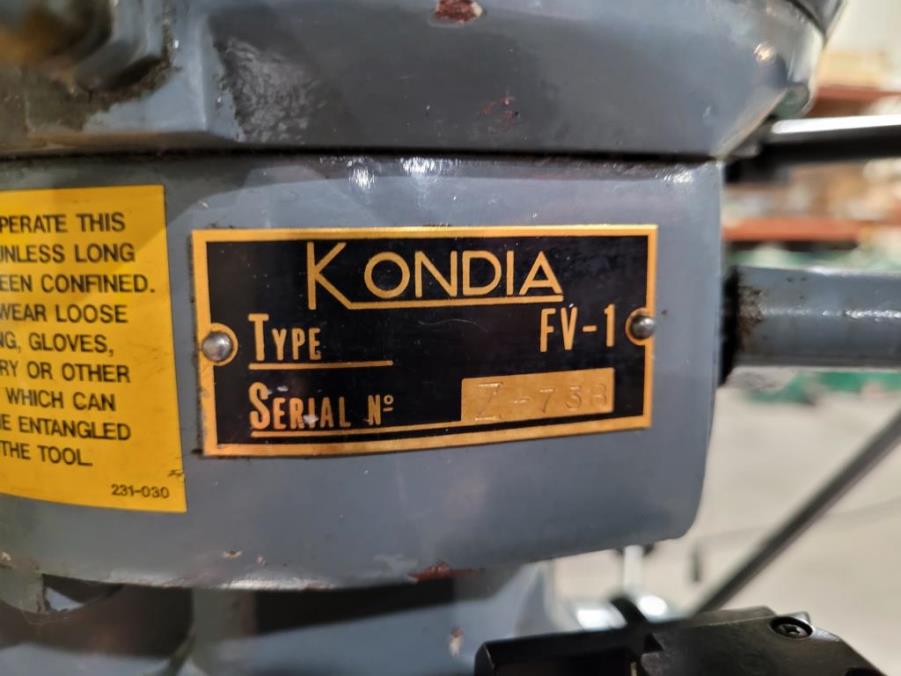 PERATE THIS
UNLESS LONG
EEN CONFINED.
WEAR LOOSE
NG, GLOVES,
RY OR OTHER
WHICH CAN
E ENTANGLED
THE TOOL.
231-030
KONDIA
TYPE FV-1
SERIAL Nº Z-738